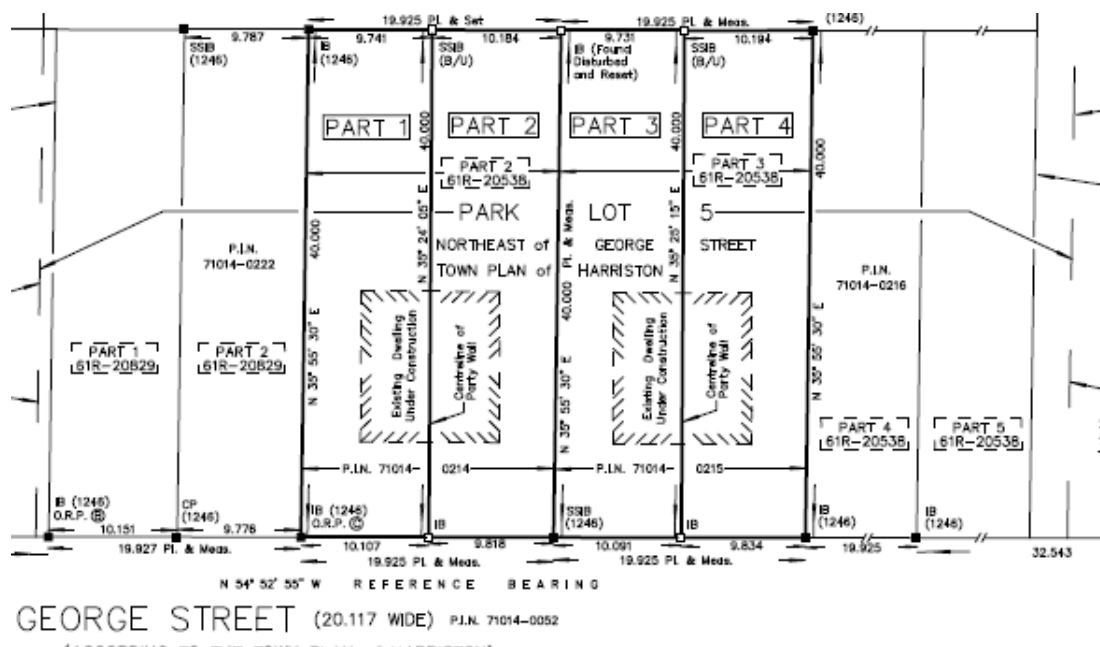 19.925 Pl. & Set
19.925 Pl. & Meas.
(1246)
9.787
9.741
10.184
9.731
10.194
SSIB
(1246)
IB
(1246)
SSIB
(B/U)
IB (Found
Disturbed
and Reset)
SSIB
(B/U)
PART 1
PART 2
PART 3
PART 4
40.000
40.000
40.000
PART 2
61R-20538
PART 3
61R-20538
PARK LOT 5
NORTHEAST of GEORGE STREET
TOWN PLAN of HARRISTON
N 35° 24' 05" E
N 35° 25' 15" E
40.000
40.000 Pl. & Meas.
P.I.N.
71014-0222
P.I.N.
71014-0216
N 35° 55' 30" E
N 35° 55' 30" E
N 35° 55' 30" E
Existing Dwelling
Under Construction
Centreline of
Party Wall
Existing Dwelling
Under Construction
Centreline of
Party Wall
PART 1
61R-20829
PART 2
61R-20829
PART 4
61R-20538
PART 5
61R-20538
P.I.N. 71014-0214
P.I.N. 71014-0215
IB (1246)
O.R.P. Ⓑ
CP
(1246)
IB (1246)
O.R.P. Ⓒ
IB
SSIB
(1246)
IB
IB
(1246)
IB
(1246)
10.151
9.776
10.107
9.818
10.091
9.834
19.925
32.543
19.927 Pl. & Meas.
19.925 Pl. & Meas.
19.925 Pl. & Meas.
N 54° 52' 55" W REFERENCE BEARING
GEORGE STREET (20.117 WIDE) P.I.N. 71014-0052